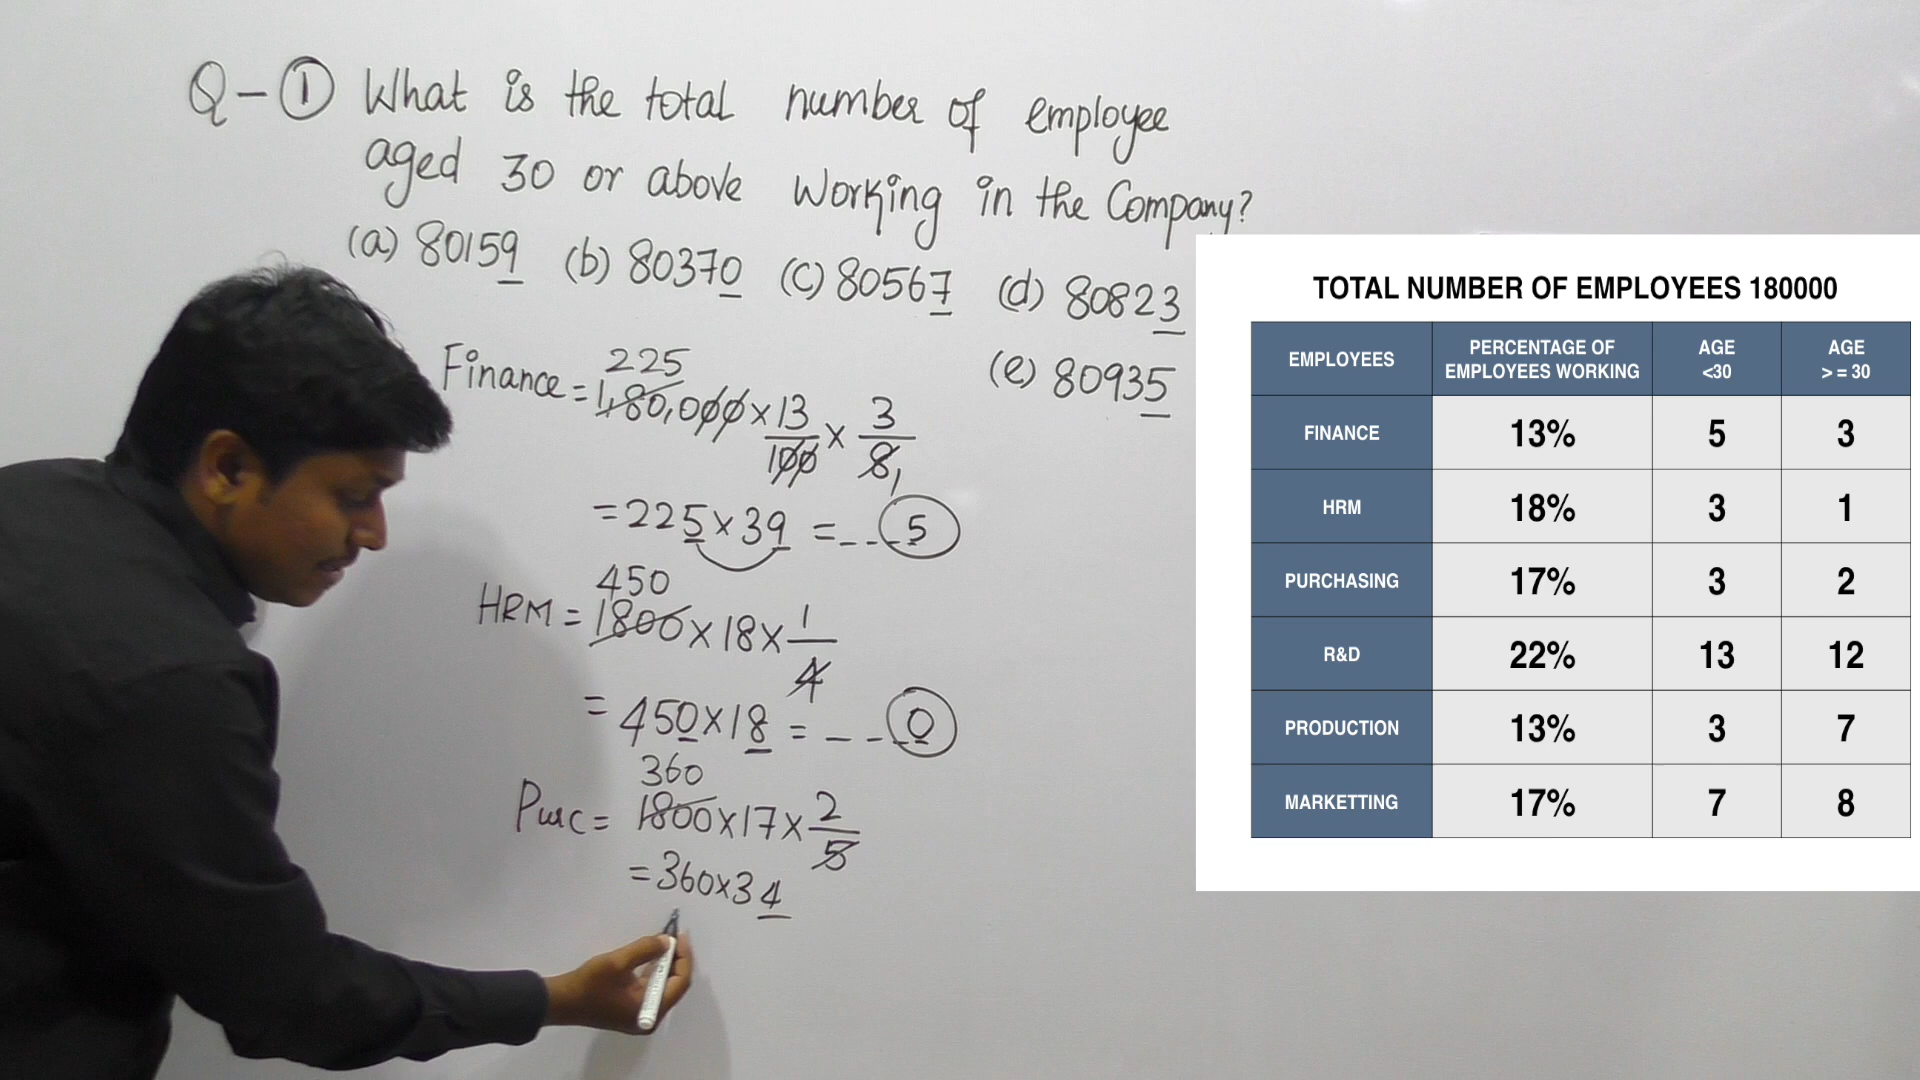 Q-① What is the total number of employee
aged 30 or above working in the Company?
(a) 80159 (b) 80370 (c) 80567 (d) 80823
(e) 80935
225
Finance = 1,80,000 × 13/100 × 3/8 1
= 225 × 39 = _ _ _ 5
450
HRM = 1800 × 18 × 1/4
= 450 × 18 = _ _ _ 0
360
Purc = 1800 × 17 × 2/5
= 360 × 34
TOTAL NUMBER OF EMPLOYEES 180000
EMPLOYEES PERCENTAGE OF EMPLOYEES WORKING AGE <30 AGE > = 30
FINANCE 13% 5 3
HRM 18% 3 1
PURCHASING 17% 3 2
R&D 22% 13 12
PRODUCTION 13% 3 7
MARKETTING 17% 7 8